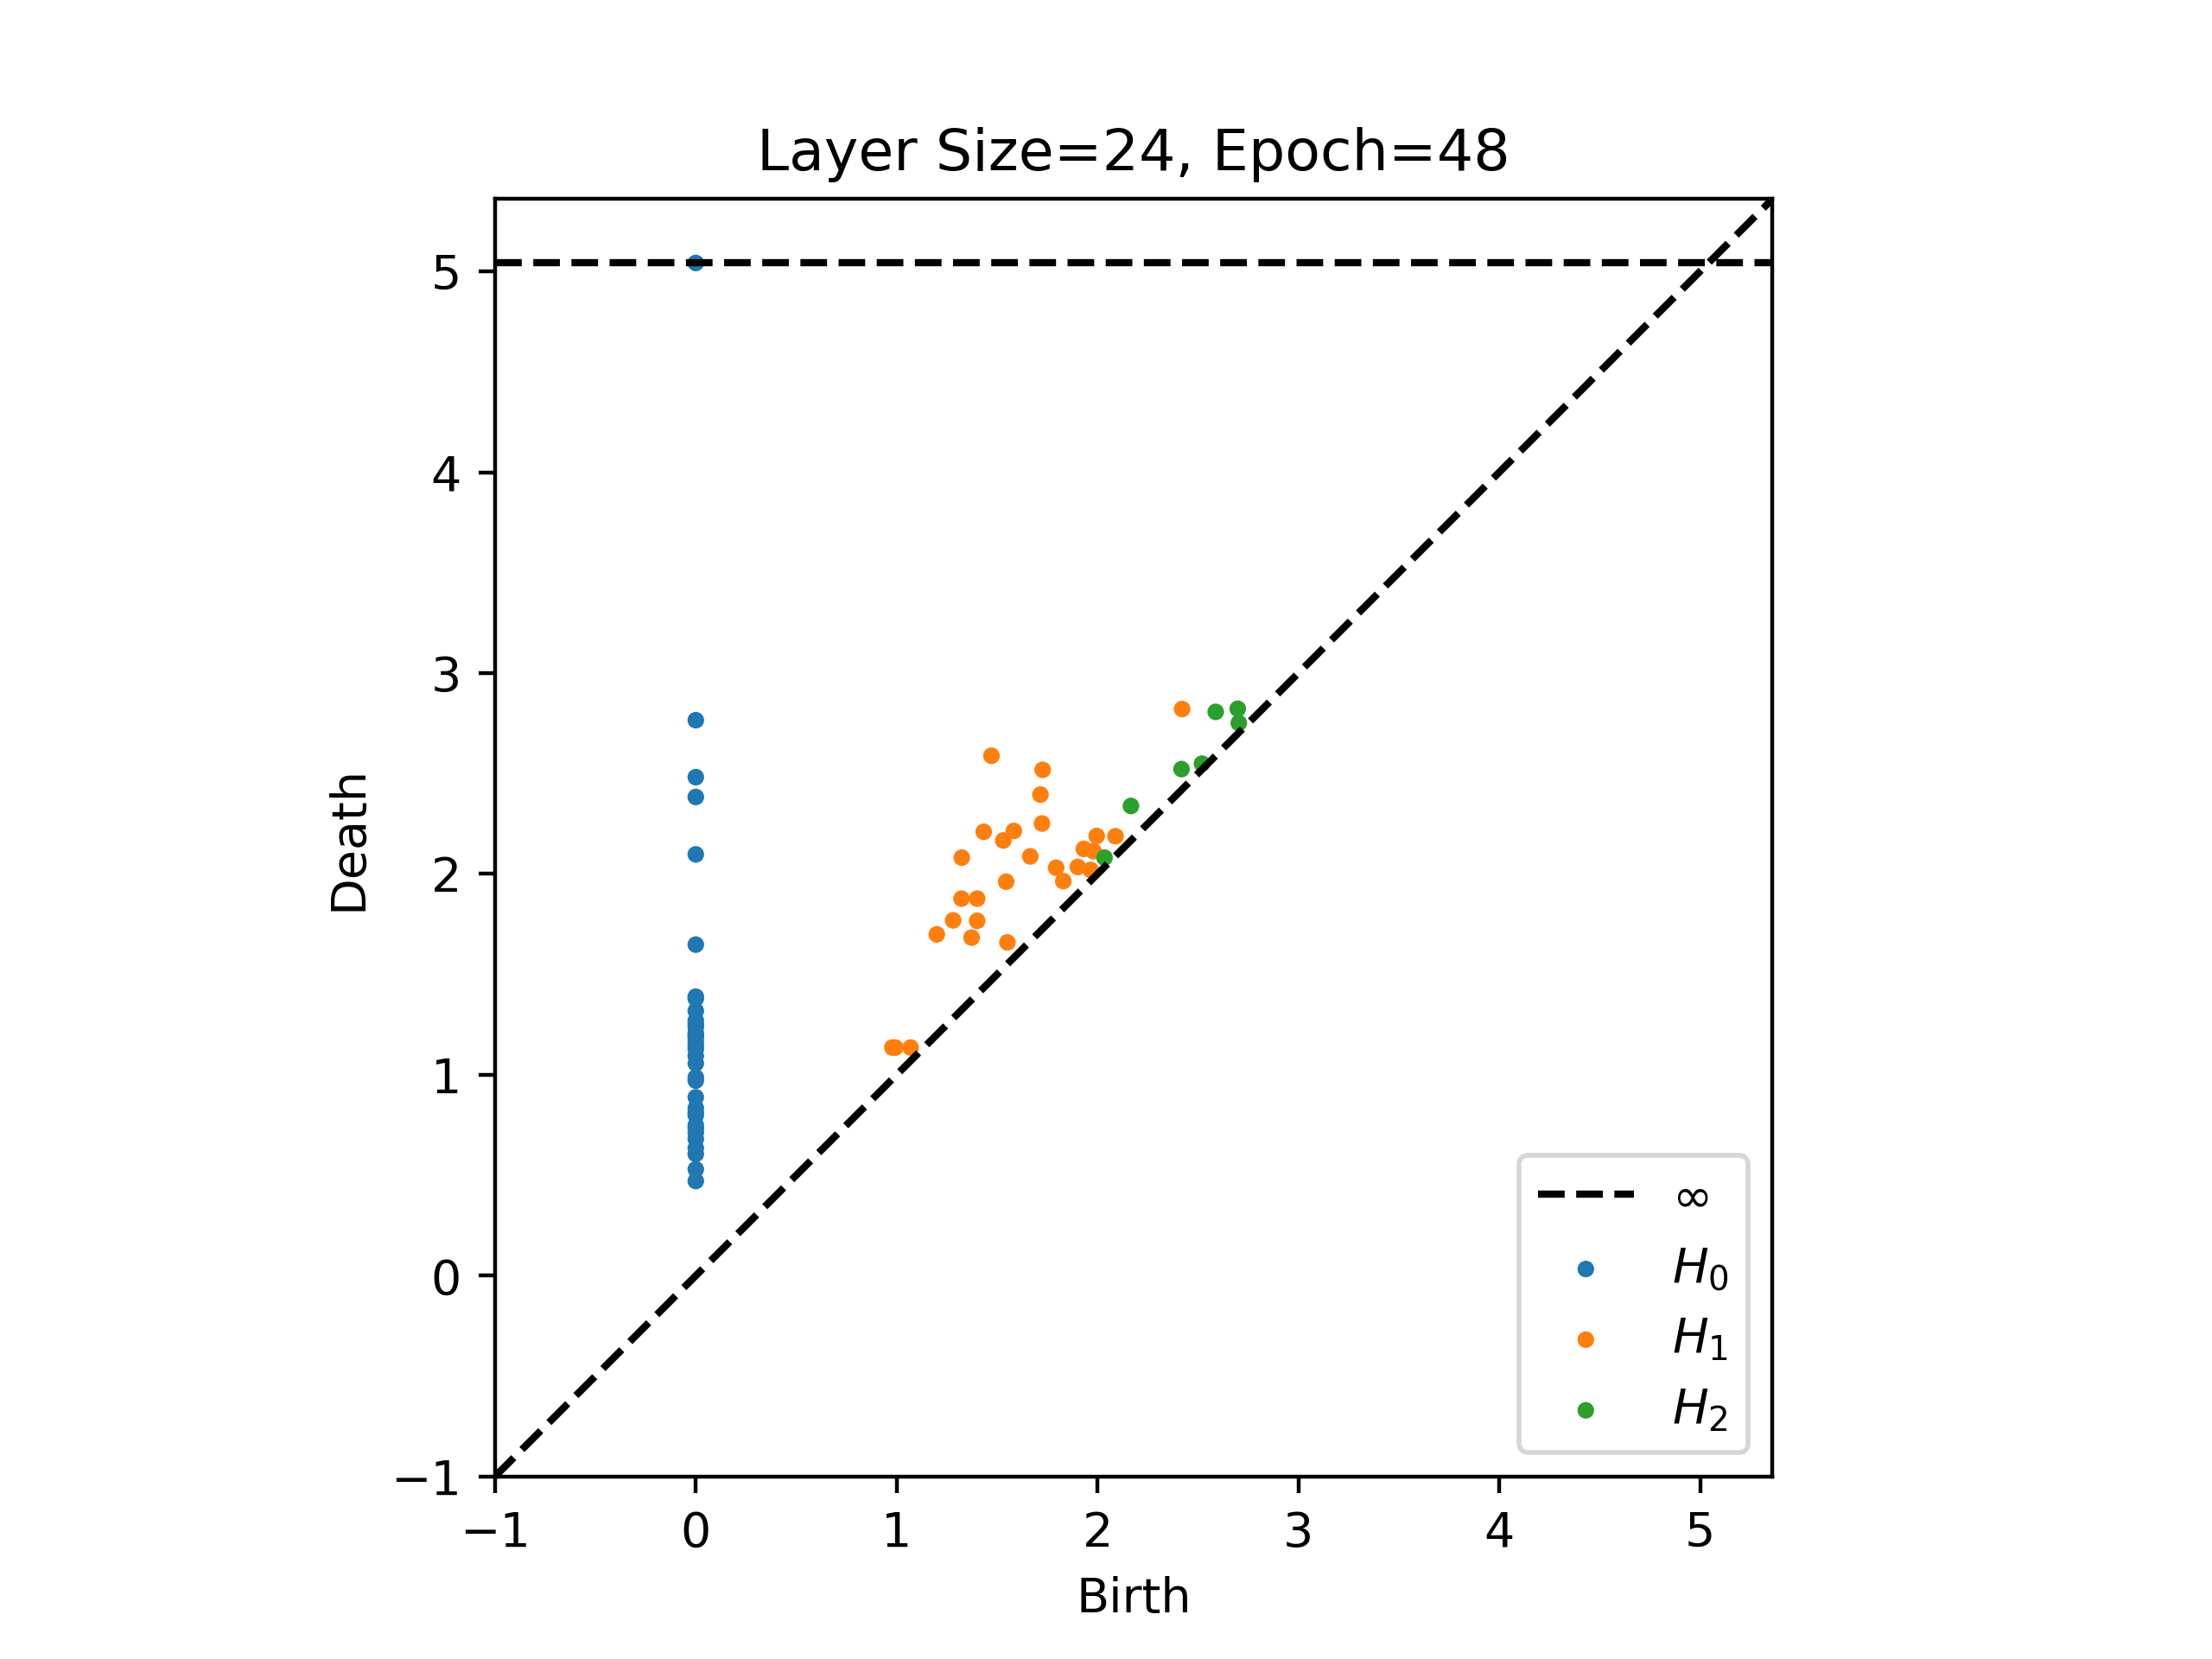 Layer Size=24, Epoch=48
Death
5
4
3
2
1
0
−1
−1 0 1 2 3 4 5
Birth
∞
H₀
H₁
H₂